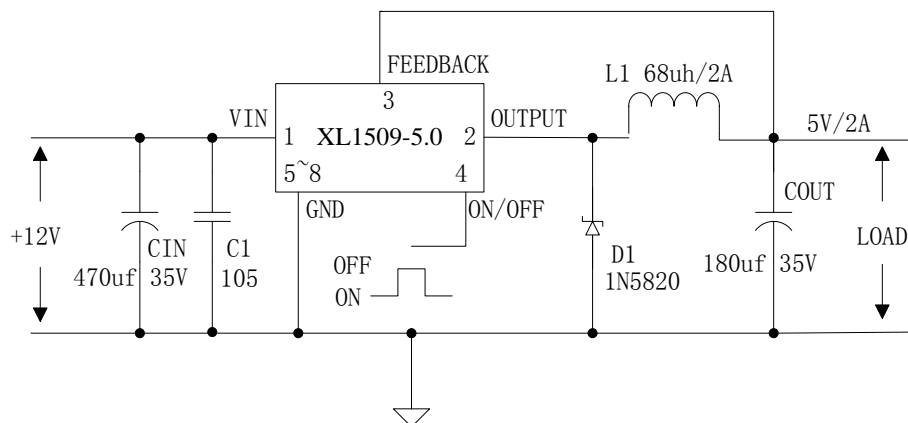 FEEDBACK
L1 68uh/2A
3
VIN
OUTPUT
5V/2A
1 XL1509-5.0 2
5~8 4
GND
ON/OFF
COUT
+12V
CIN
C1
OFF
D1
LOAD
470uf 35V
105
ON
1N5820
180uf 35V